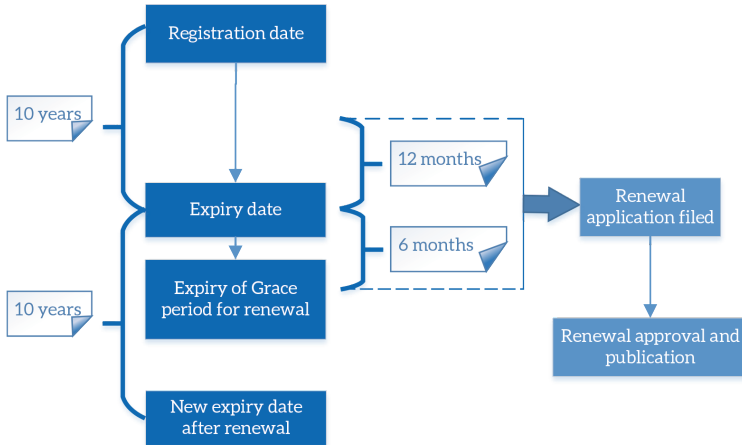 Registration date
10 years
12 months
Expiry date
Renewal
application filed
6 months
Expiry of Grace
period for renewal
10 years
Renewal approval and
publication
New expiry date
after renewal